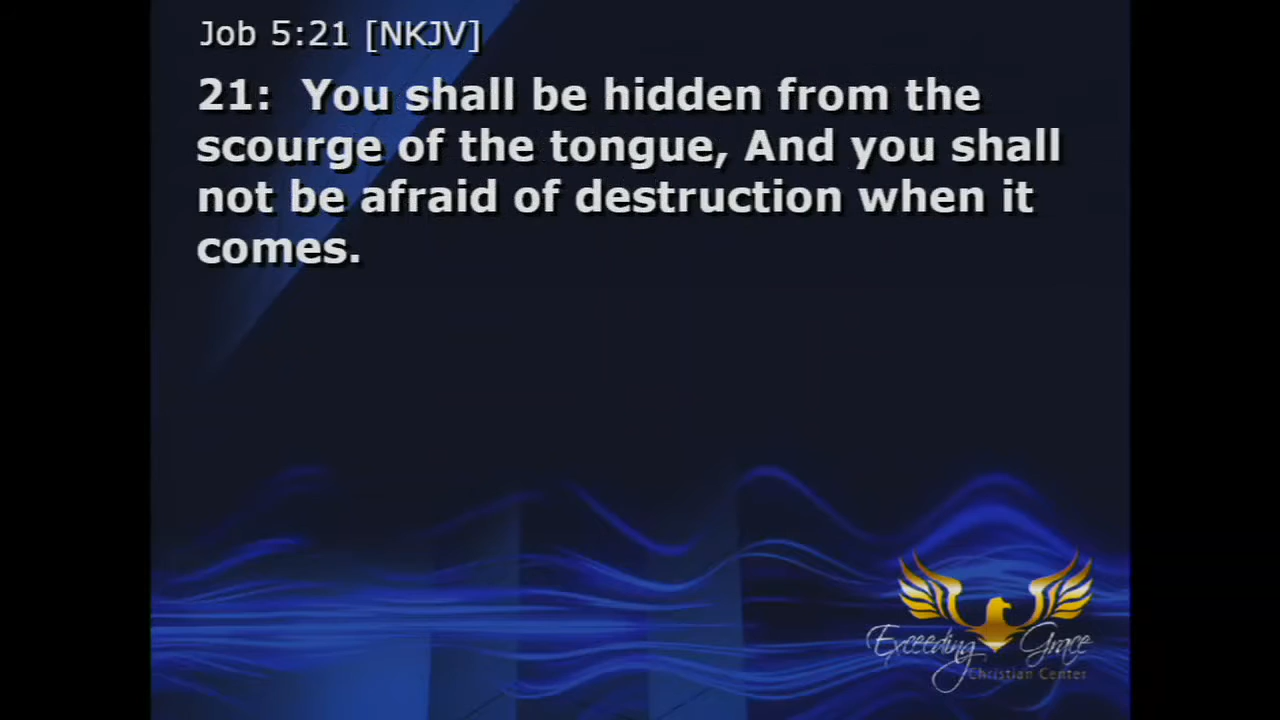 Job 5:21 [NKJV]
21: You shall be hidden from the
scourge of the tongue, And you shall
not be afraid of destruction when it
comes.
Exceeding Grace
Christian Center